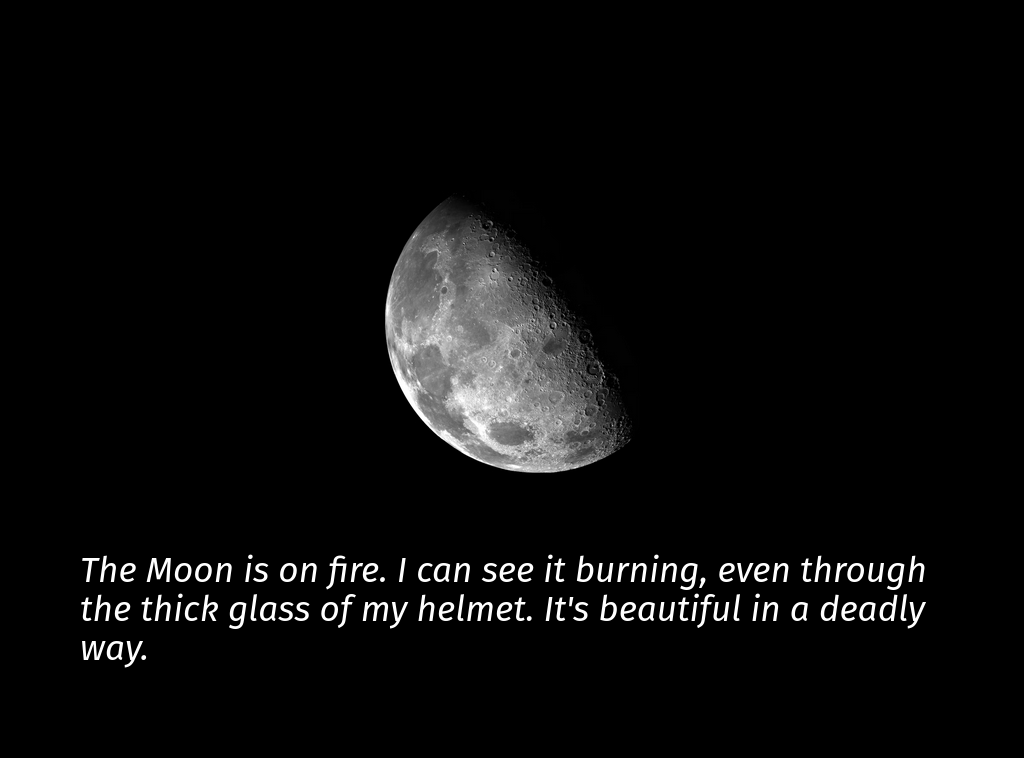 The Moon is on fire. I can see it burning, even through
the thick glass of my helmet. It's beautiful in a deadly
way.